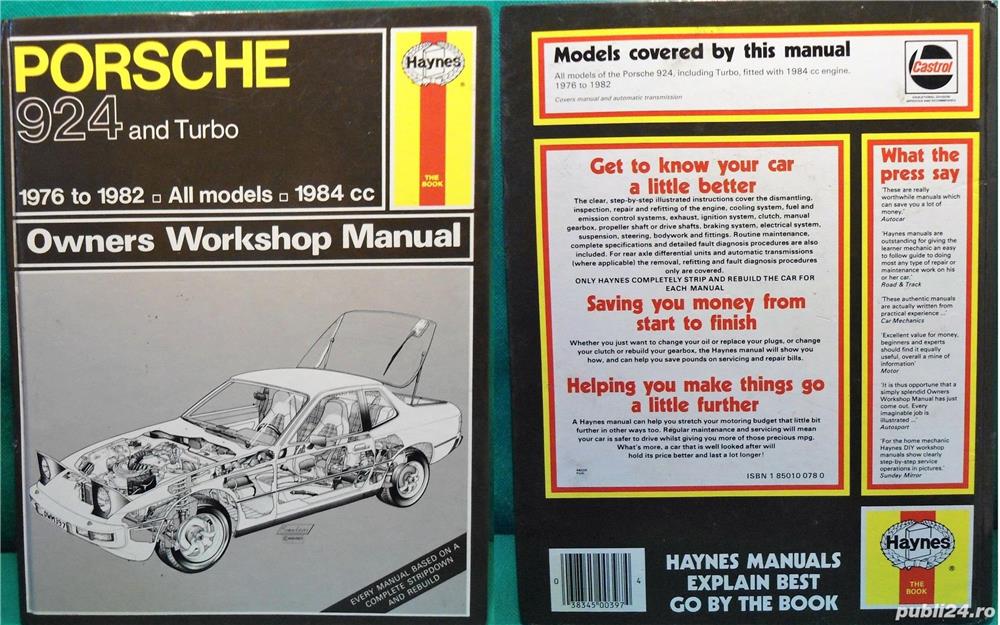 PORSCHE
924 and Turbo
1976 to 1982 □ All models □ 1984 cc
Haynes
®
THE
BOOK
Owners Workshop Manual
EVERY MANUAL BASED ON A
COMPLETE STRIPDOWN
AND REBUILD
Models covered by this manual
All models of the Porsche 924, including Turbo, fitted with 1984 cc engine.
1976 to 1982
Covers manual and automatic transmission
Castrol
Get to know your car
a little better
The clear, step-by-step illustrated instructions cover the dismantling,
inspection, repair and refitting of the engine, cooling system, fuel and
emission control systems, exhaust, ignition system, clutch, manual
gearbox, propeller shaft or drive shafts, braking system, electrical system,
suspension, steering, bodywork and fittings. Routine maintenance,
complete specifications and detailed fault diagnosis procedures are also
included. For rear axle differential units and automatic transmissions
(where applicable) the removal, refitting and fault diagnosis procedures
only are covered.
ONLY HAYNES COMPLETELY STRIP AND REBUILD THE CAR FOR
EACH MANUAL
Saving you money from
start to finish
Whether you just want to change your oil or replace your plugs, or change
your clutch or rebuild your gearbox, the Haynes manual will show you
how, and can help you save pounds on servicing and repair bills.
Helping you make things go
a little further
A Haynes manual can help you stretch your motoring budget that little bit
further in other ways too. Regular maintenance and servicing will mean
your car is safer to drive whilst giving you more of those precious mpg.
What's more, a car that is well looked after will
hold its price better and last a lot longer!
ISBN 1 85010 078 0
What the
press say
'These are really
worthwhile manuals which
can save you a lot of
money.'
Autocar
'Haynes manuals are
outstanding for giving the
learner mechanic an easy
to follow guide to doing
most any type of repair or
maintenance work on his
or her car.'
Road & Track
'These authentic manuals
are actually written from
practical experience ...'
Car Mechanics
'Excellent value for money,
beginners and experts
should find it equally
useful, overall a mine of
information'
Motor
'It is thus opportune that a
simply splendid Owners
Workshop Manual has just
come out. Every
imaginable job is
illustrated ...'
Autosport
'For the home mechanic
Haynes DIY workshop
manuals show clearly
step-by-step service
operations in pictures.'
Sunday Mirror
0 38345 00397 4
HAYNES MANUALS
EXPLAIN BEST
GO BY THE BOOK
Haynes
®
THE
BOOK
publi24.ro